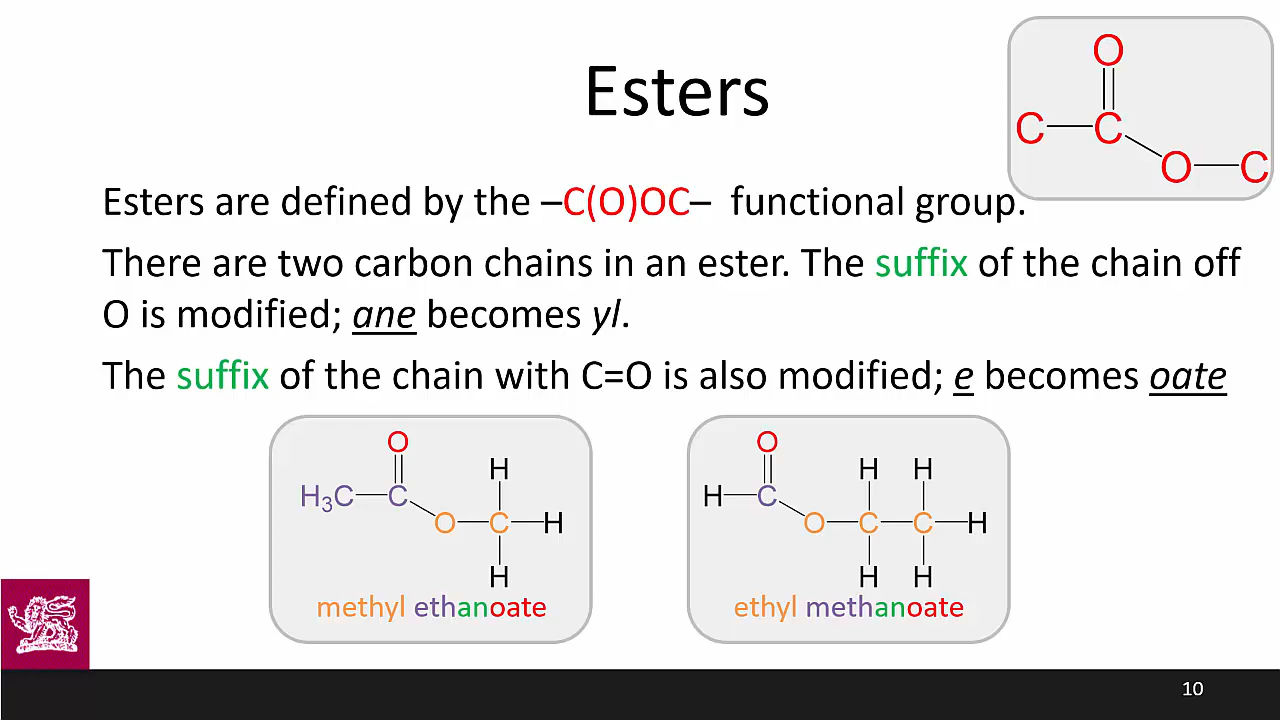 Esters
O
C C
O C
Esters are defined by the –C(O)OC– functional group.
There are two carbon chains in an ester. The suffix of the chain off
O is modified; ane becomes yl.
The suffix of the chain with C=O is also modified; e becomes oate
O
H
H₃C C
O C H
H
methyl ethanoate
O
H H
H C
O C C H
H H
ethyl methanoate
10